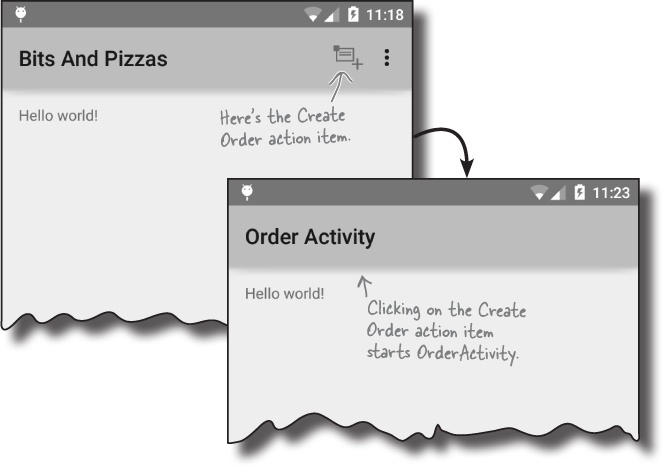 11:18
Bits And Pizzas
Hello world!
Here's the Create
Order action item.
11:23
Order Activity
Hello world!
Clicking on the Create
Order action item
starts OrderActivity.